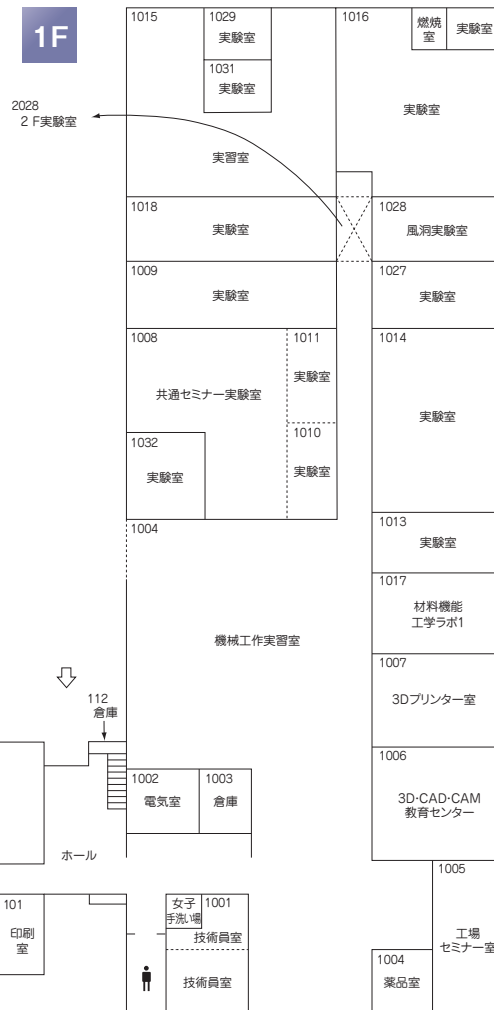 1F
1015
1029
実験室
1031
実験室
実習室
1016
燃焼
室
実験室
実験室
2028
2 F実験室
1018
実験室
1028
風洞実験室
1009
実験室
1027
実験室
1008
共通セミナー実験室
1011
実験室
1014
実験室
1032
実験室
1010
実験室
1004
機械工作実習室
1013
実験室
1017
材料機能
工学ラボ1
1007
3Dプリンター室
112
倉庫
1002
電気室
1003
倉庫
1006
3D・CAD・CAM
教育センター
ホール
1005
工場
セミナー室
101
印刷
室
女子
手洗い場
1001
技術員室
技術員室
1004
薬品室